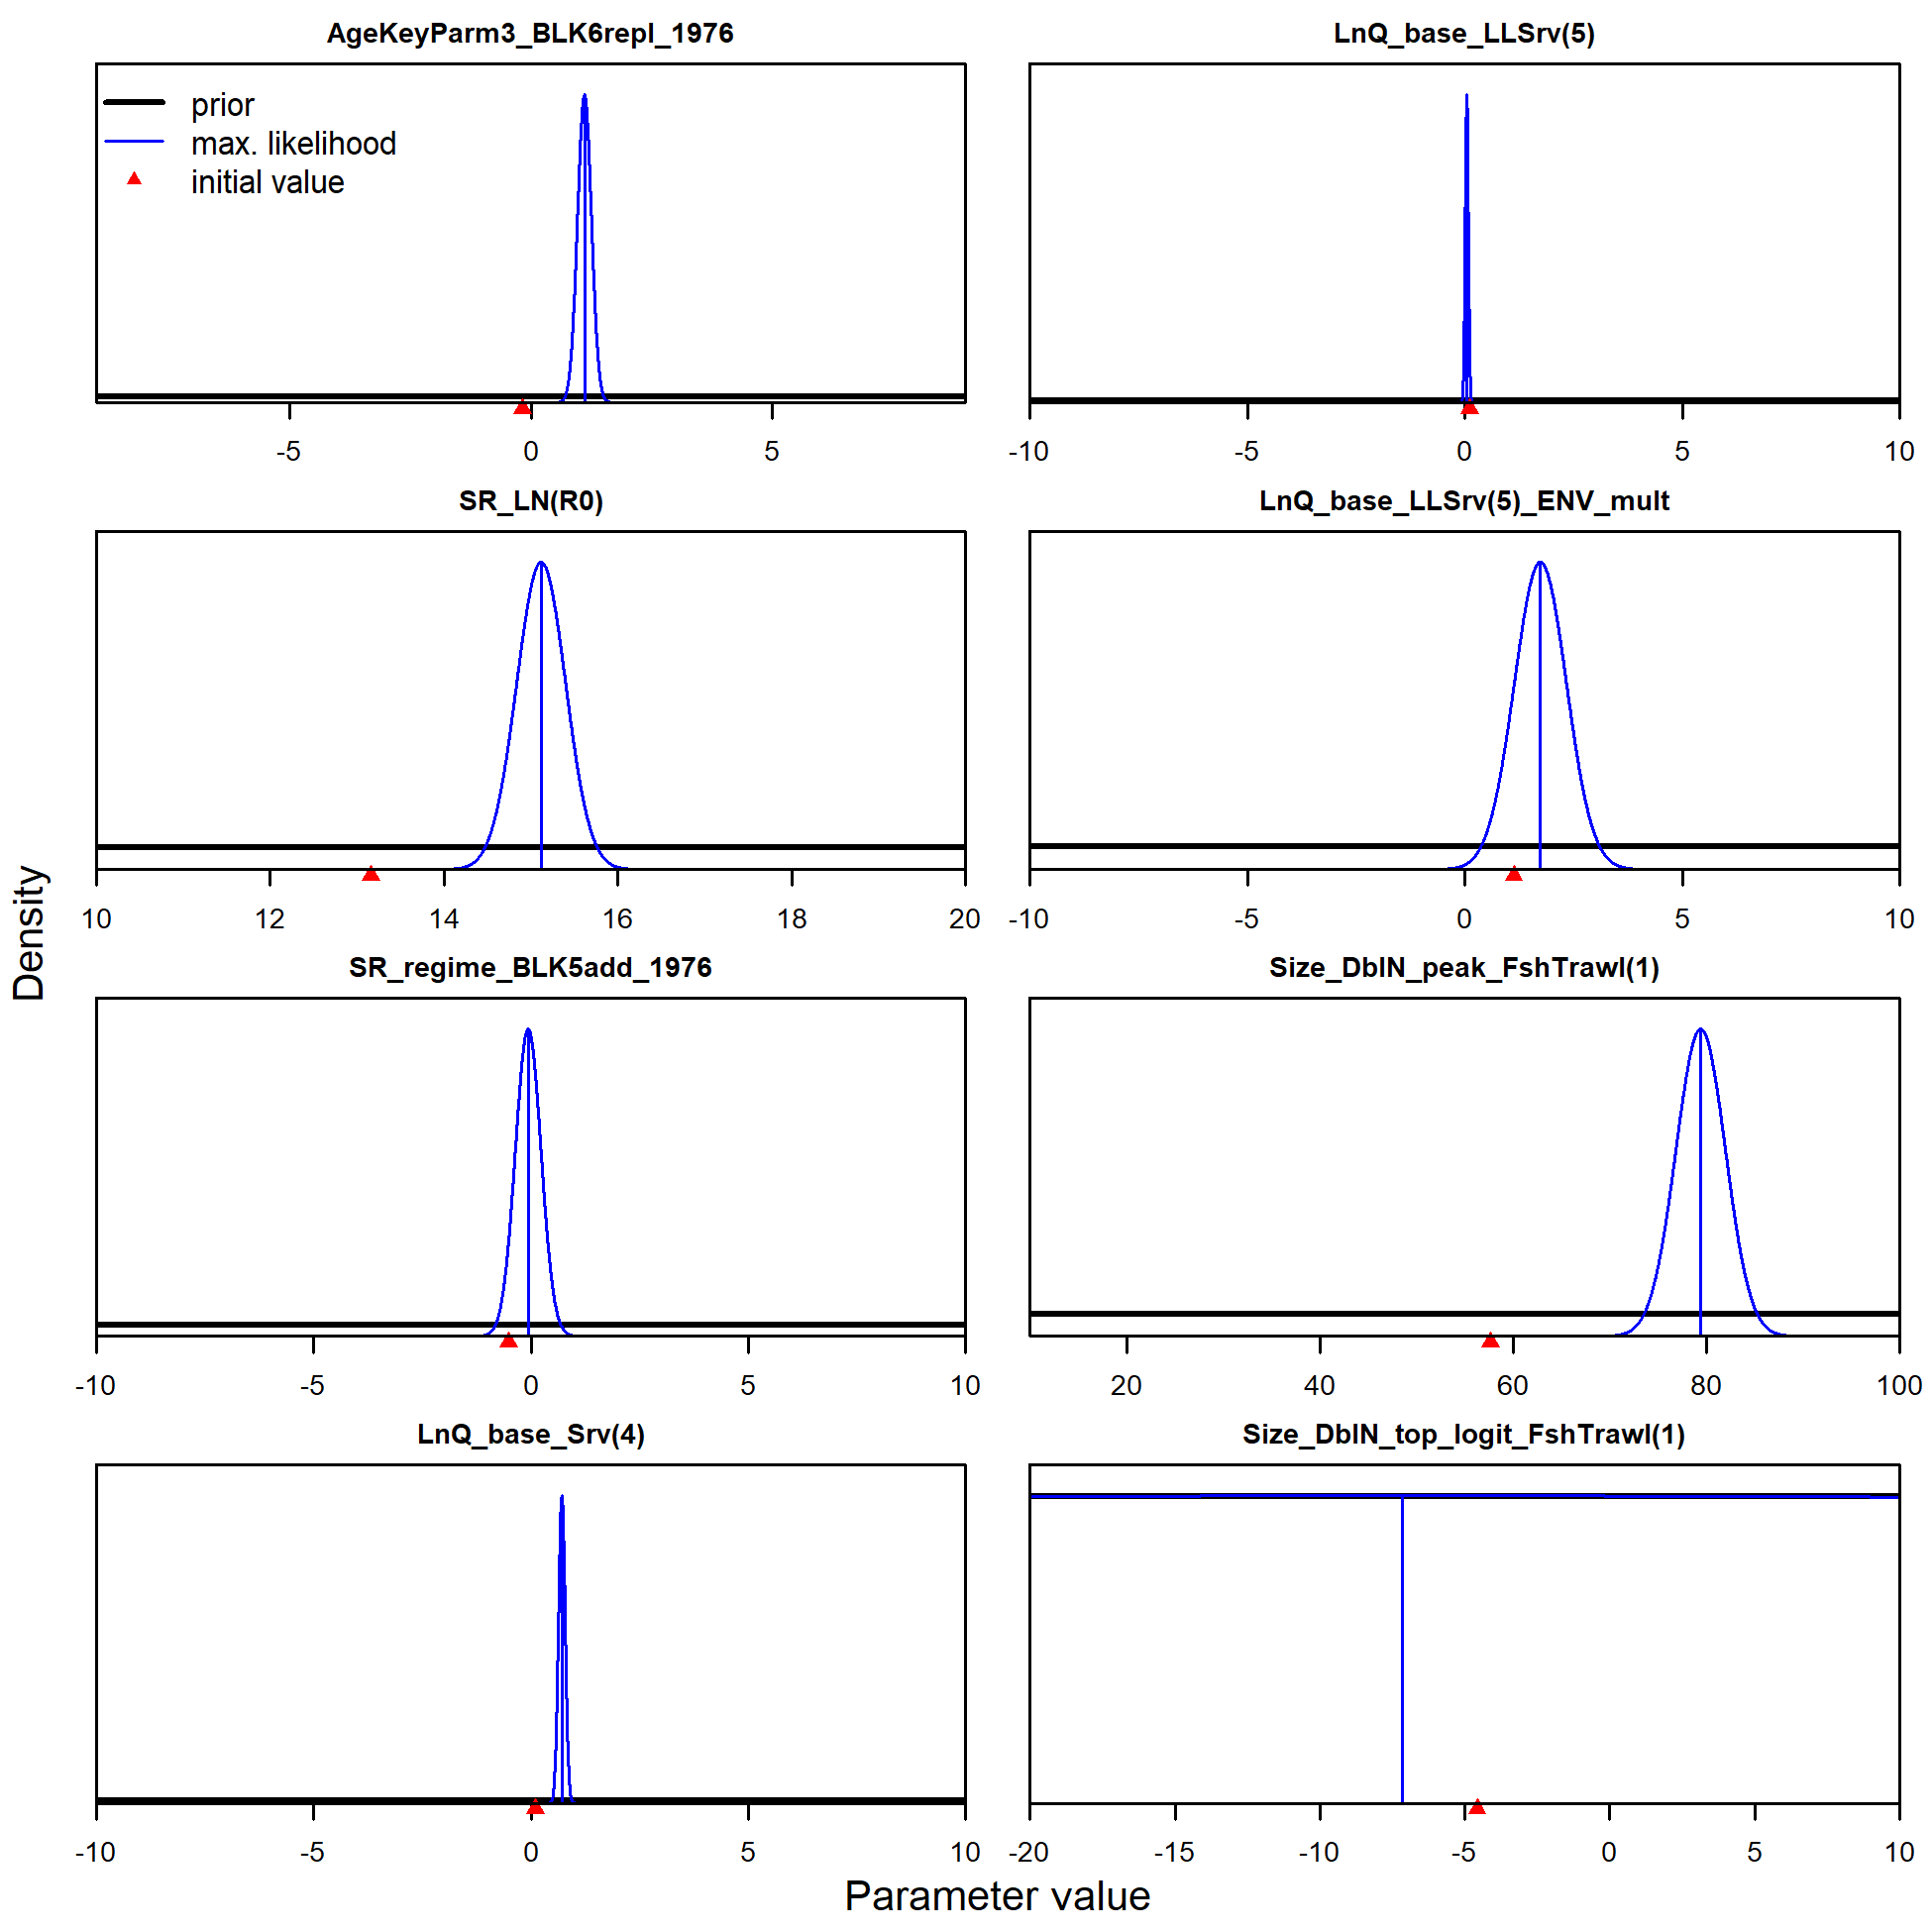 AgeKeyParm3_BLK6repl_1976
prior
max. likelihood
initial value
-5 0 5
LnQ_base_LLSrv(5)
-10 -5 0 5 10
SR_LN(R0)
10 12 14 16 18 20
LnQ_base_LLSrv(5)_ENV_mult
-10 -5 0 5 10
SR_regime_BLK5add_1976
-10 -5 0 5 10
Size_DblN_peak_FshTrawl(1)
20 40 60 80 100
LnQ_base_Srv(4)
-10 -5 0 5 10
Size_DblN_top_logit_FshTrawl(1)
-20 -15 -10 -5 0 5 10
Density
Parameter value